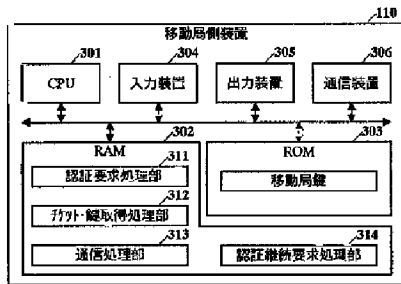 110
移動局側装置
301 304 305 306
CPU 入力装置 出力装置 通信装置
302 303
RAM ROM
311
認証要求処理部 移動局鍵
312
チケット・鍵取得処理部
313 314
通信処理部 認証継続要求処理部